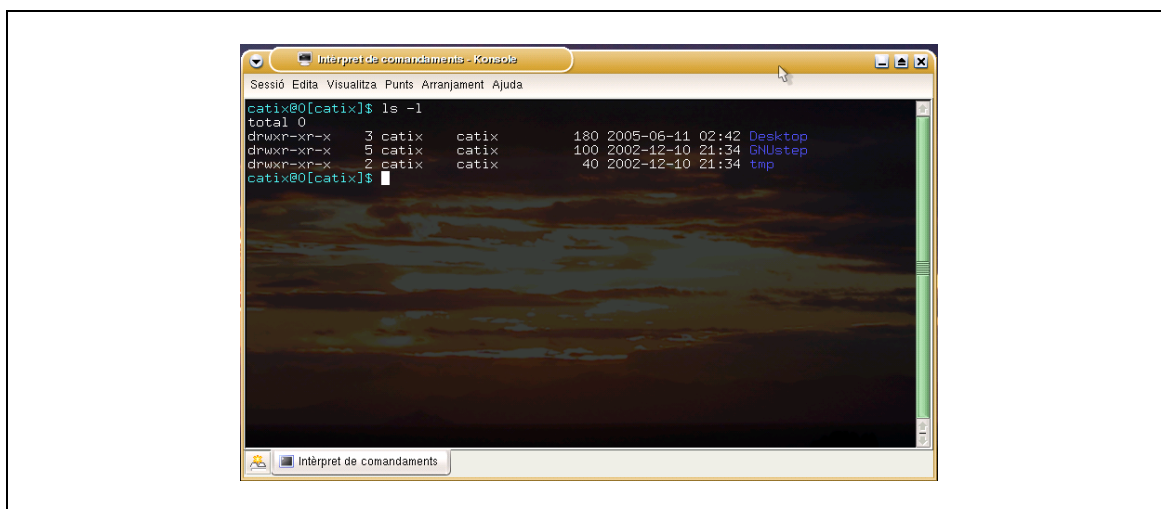 Intèrpret de comandaments - Konsole
Sessió Edita Visualitza Punts Arranjament Ajuda
catix@0[catix]$ ls -l
total 0
drwxr-xr-x 3 catix catix 180 2005-06-11 02:42 Desktop
drwxr-xr-x 5 catix catix 100 2002-12-10 21:34 GNUstep
drwxr-xr-x 2 catix catix 40 2002-12-10 21:34 tmp
catix@0[catix]$
Intèrpret de comandaments